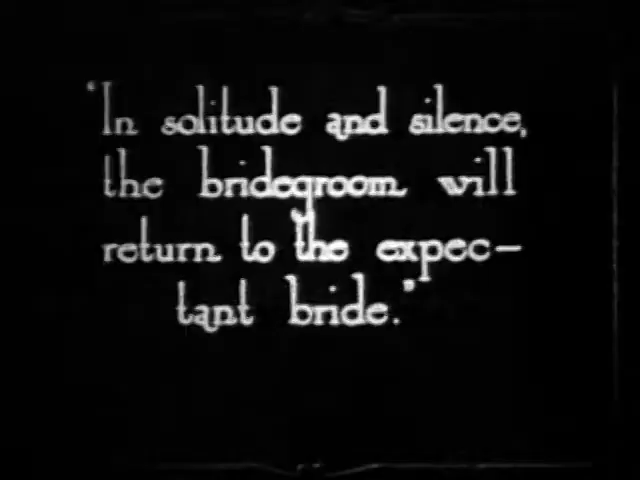 "In solitude and silence,
the bridegroom will
return to the expec-
tant bride."